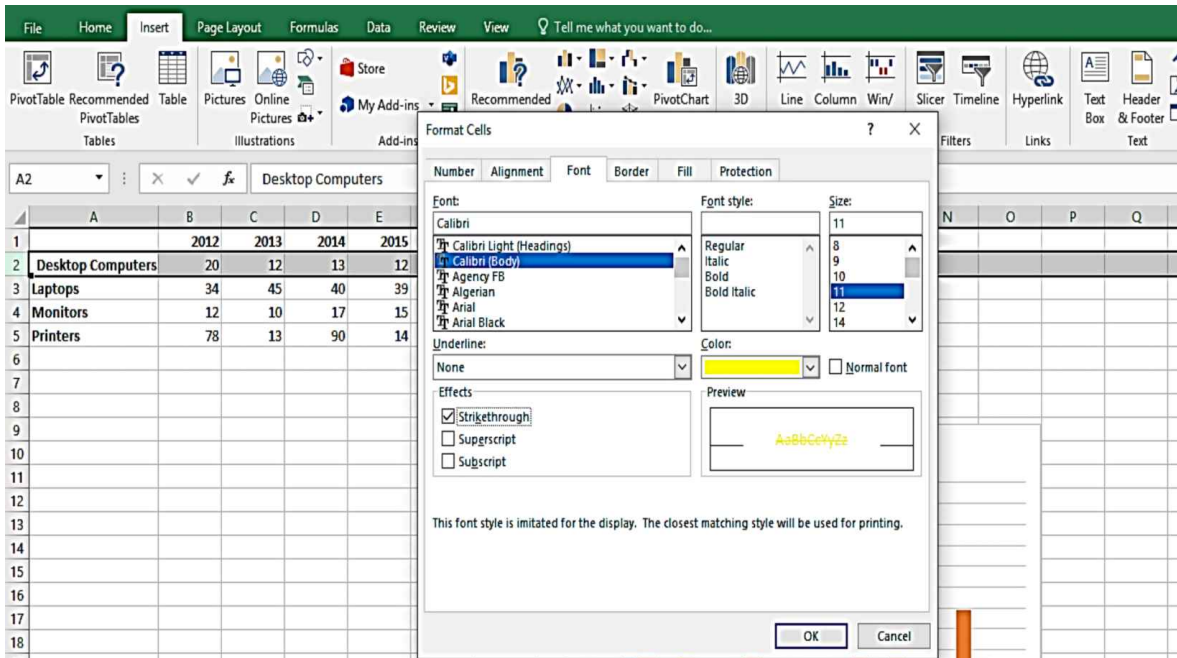 File Home Insert Page Layout Formulas Data Review View Tell me what you want to do...
PivotTable Recommended PivotTables Table Pictures Online Pictures Store My Add-ins Recommended PivotChart 3D Line Column Win/ Slicer Timeline Hyperlink Text Box Header & Footer
Tables Illustrations Add-ins Filters Links Text
A2 fx Desktop Computers
A B C D E N O P Q
1 2012 2013 2014 2015
2 Desktop Computers 20 12 13 12
3 Laptops 34 45 40 39
4 Monitors 12 10 17 15
5 Printers 78 13 90 14
6
7
8
9
10
11
12
13
14
15
16
17
18
Format Cells ? X
Number Alignment Font Border Fill Protection
Font: Font style: Size:
Calibri 11
Calibri Light (Headings) Regular 8
Calibri (Body) Italic 9
Agency FB Bold 10
Algerian Bold Italic 11
Arial 12
Arial Black 14
Underline: Color:
None Normal font
Effects Preview
Strikethrough
AaBbCcYyZz
Superscript
Subscript
This font style is imitated for the display. The closest matching style will be used for printing.
OK Cancel